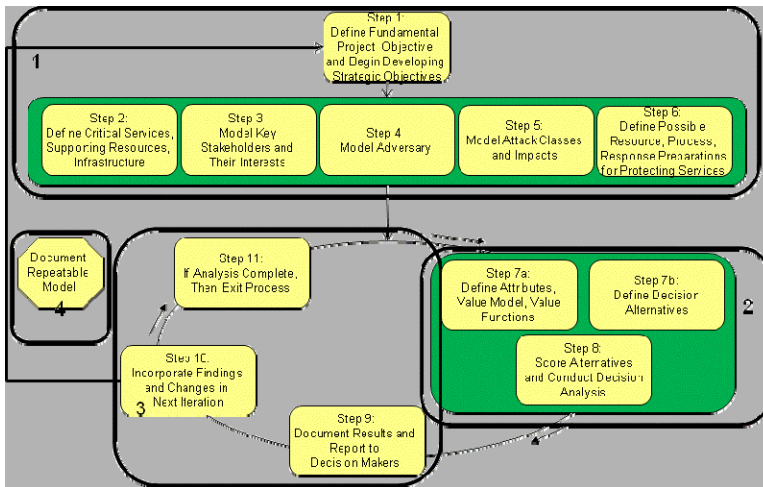 1
Step 1:
Define Fundamental
Project Objective
and Begin Developing
Strategic Objectives
Step 2:
Define Critical Services,
Supporting Resources,
Infrastructure
Step 3
Model Key
Stakeholders and
Their Interests
Step 4
Model Adversary
Step 5:
Model Attack Classes
and Impacts
Step 6:
Define Possible
Resource, Process,
Response Preparations
for Protecting Services
Document
Repeatable
Model
4
Step 11:
If Analysis Complete,
Then Exit Process
Step 7a:
Define Attributes,
Value Model, Value
Functions
Step 7b:
Define Decision
Alternatives
2
Step 8:
Score Alternatives
and Conduct Decision
Analysis
Step 10:
Incorporate Findings
and Changes in
Next Iteration
3
Step 9:
Document Results and
Report to
Decision Makers